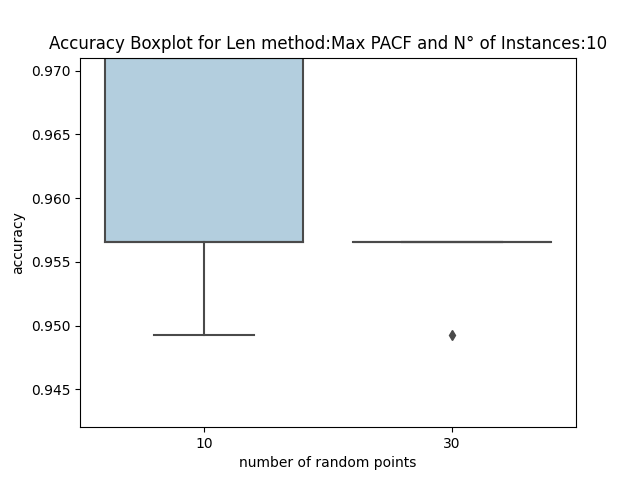 Accuracy Boxplot for Len method:Max PACF and N° of Instances:10
0.970
0.965
0.960
0.955
0.950
0.945
accuracy
10 30
number of random points